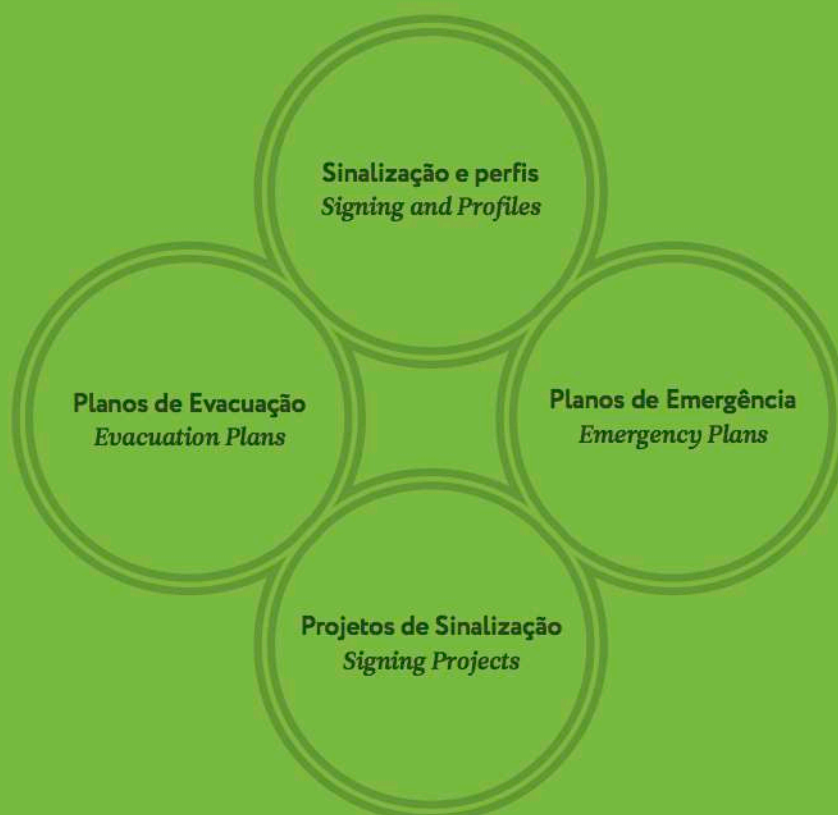 Sinalização e perfis
Signing and Profiles
Planos de Evacuação
Evacuation Plans
Planos de Emergência
Emergency Plans
Projetos de Sinalização
Signing Projects